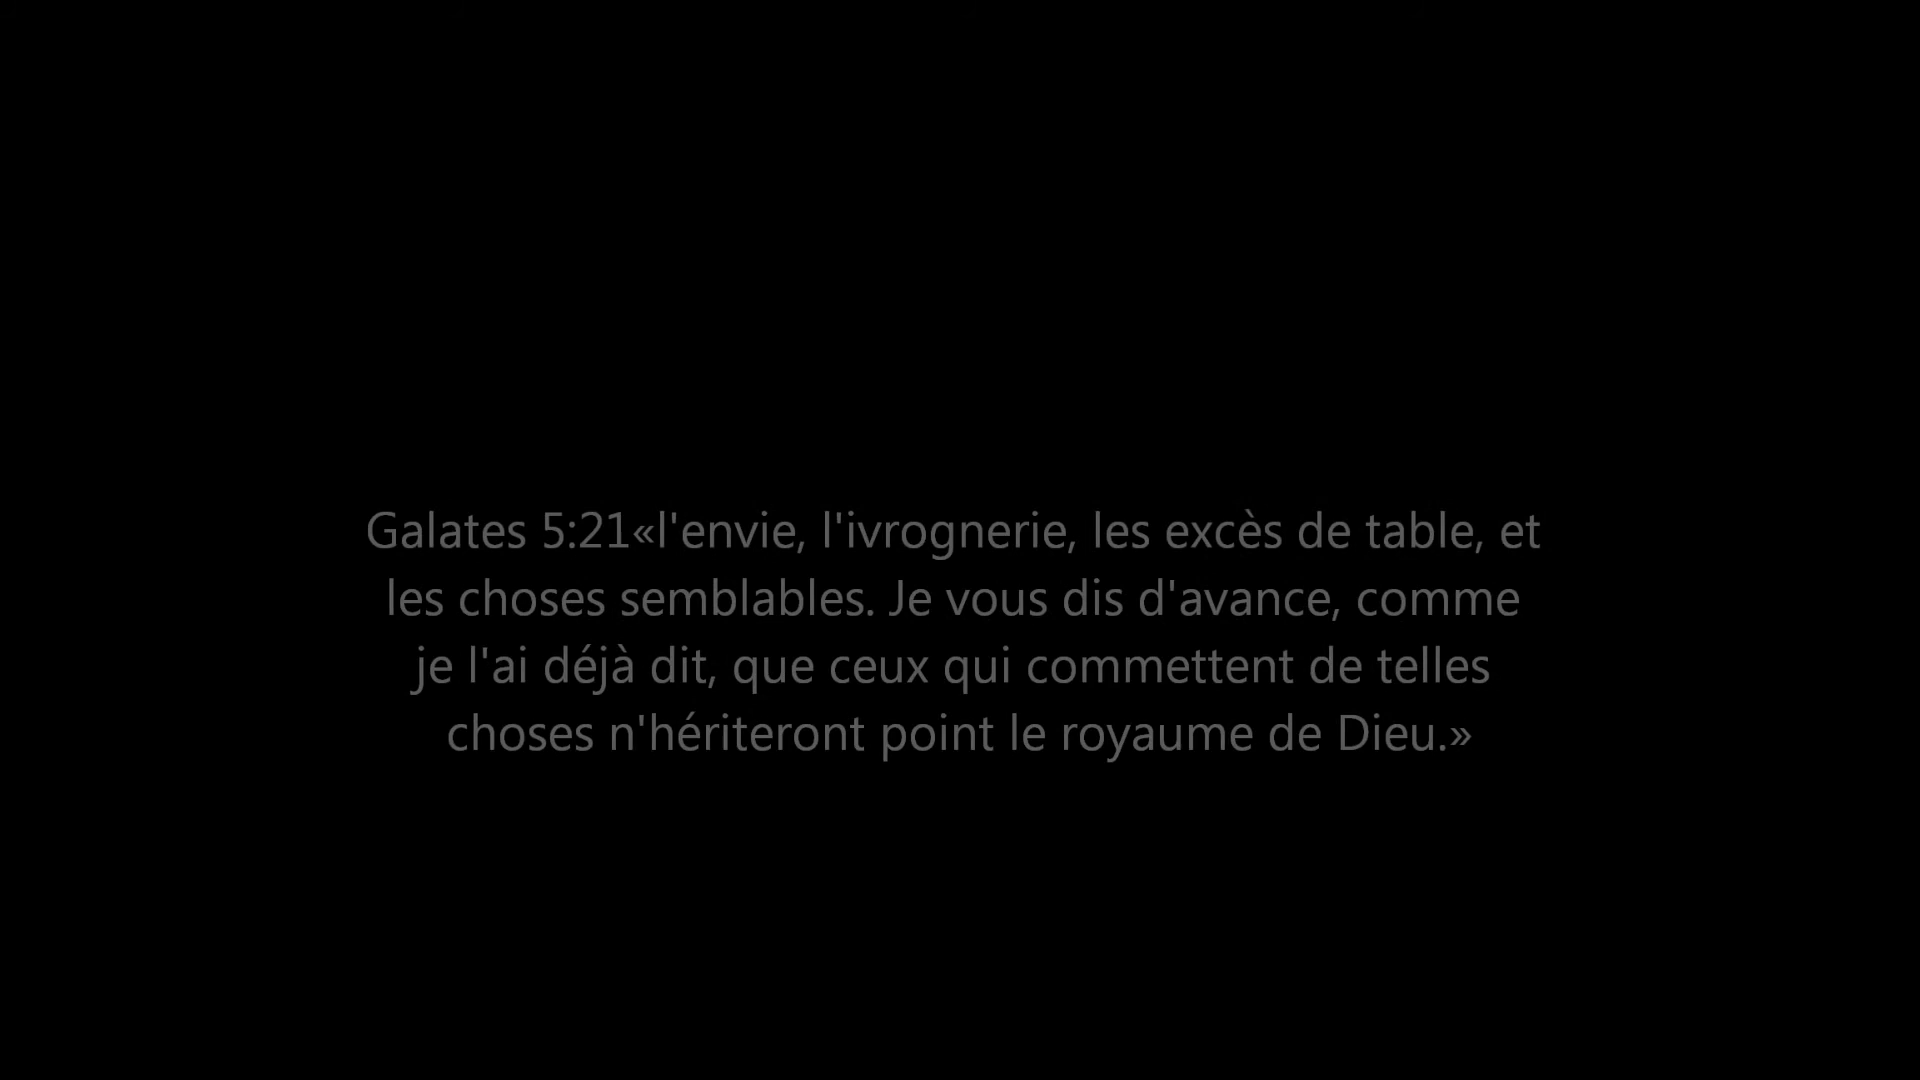 Galates 5:21«l'envie, l'ivrognerie, les excès de table, et
les choses semblables. Je vous dis d'avance, comme
je l'ai déjà dit, que ceux qui commettent de telles
choses n'hériteront point le royaume de Dieu.»